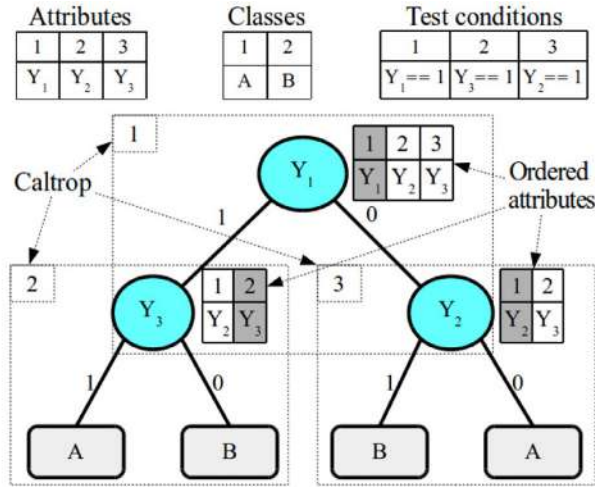 Attributes Classes Test conditions
1 2 3 1 2 1 2 3
Y1 Y2 Y3 A B Y1== 1 Y3== 1 Y2== 1
1
1 2 3
Y1
Y1 Y2 Y3
Caltrop
Ordered
attributes
1 0
2 1 2 3 1 2
Y3 Y2 Y3 Y2 Y2 Y3
1 0 1 0
A B B A